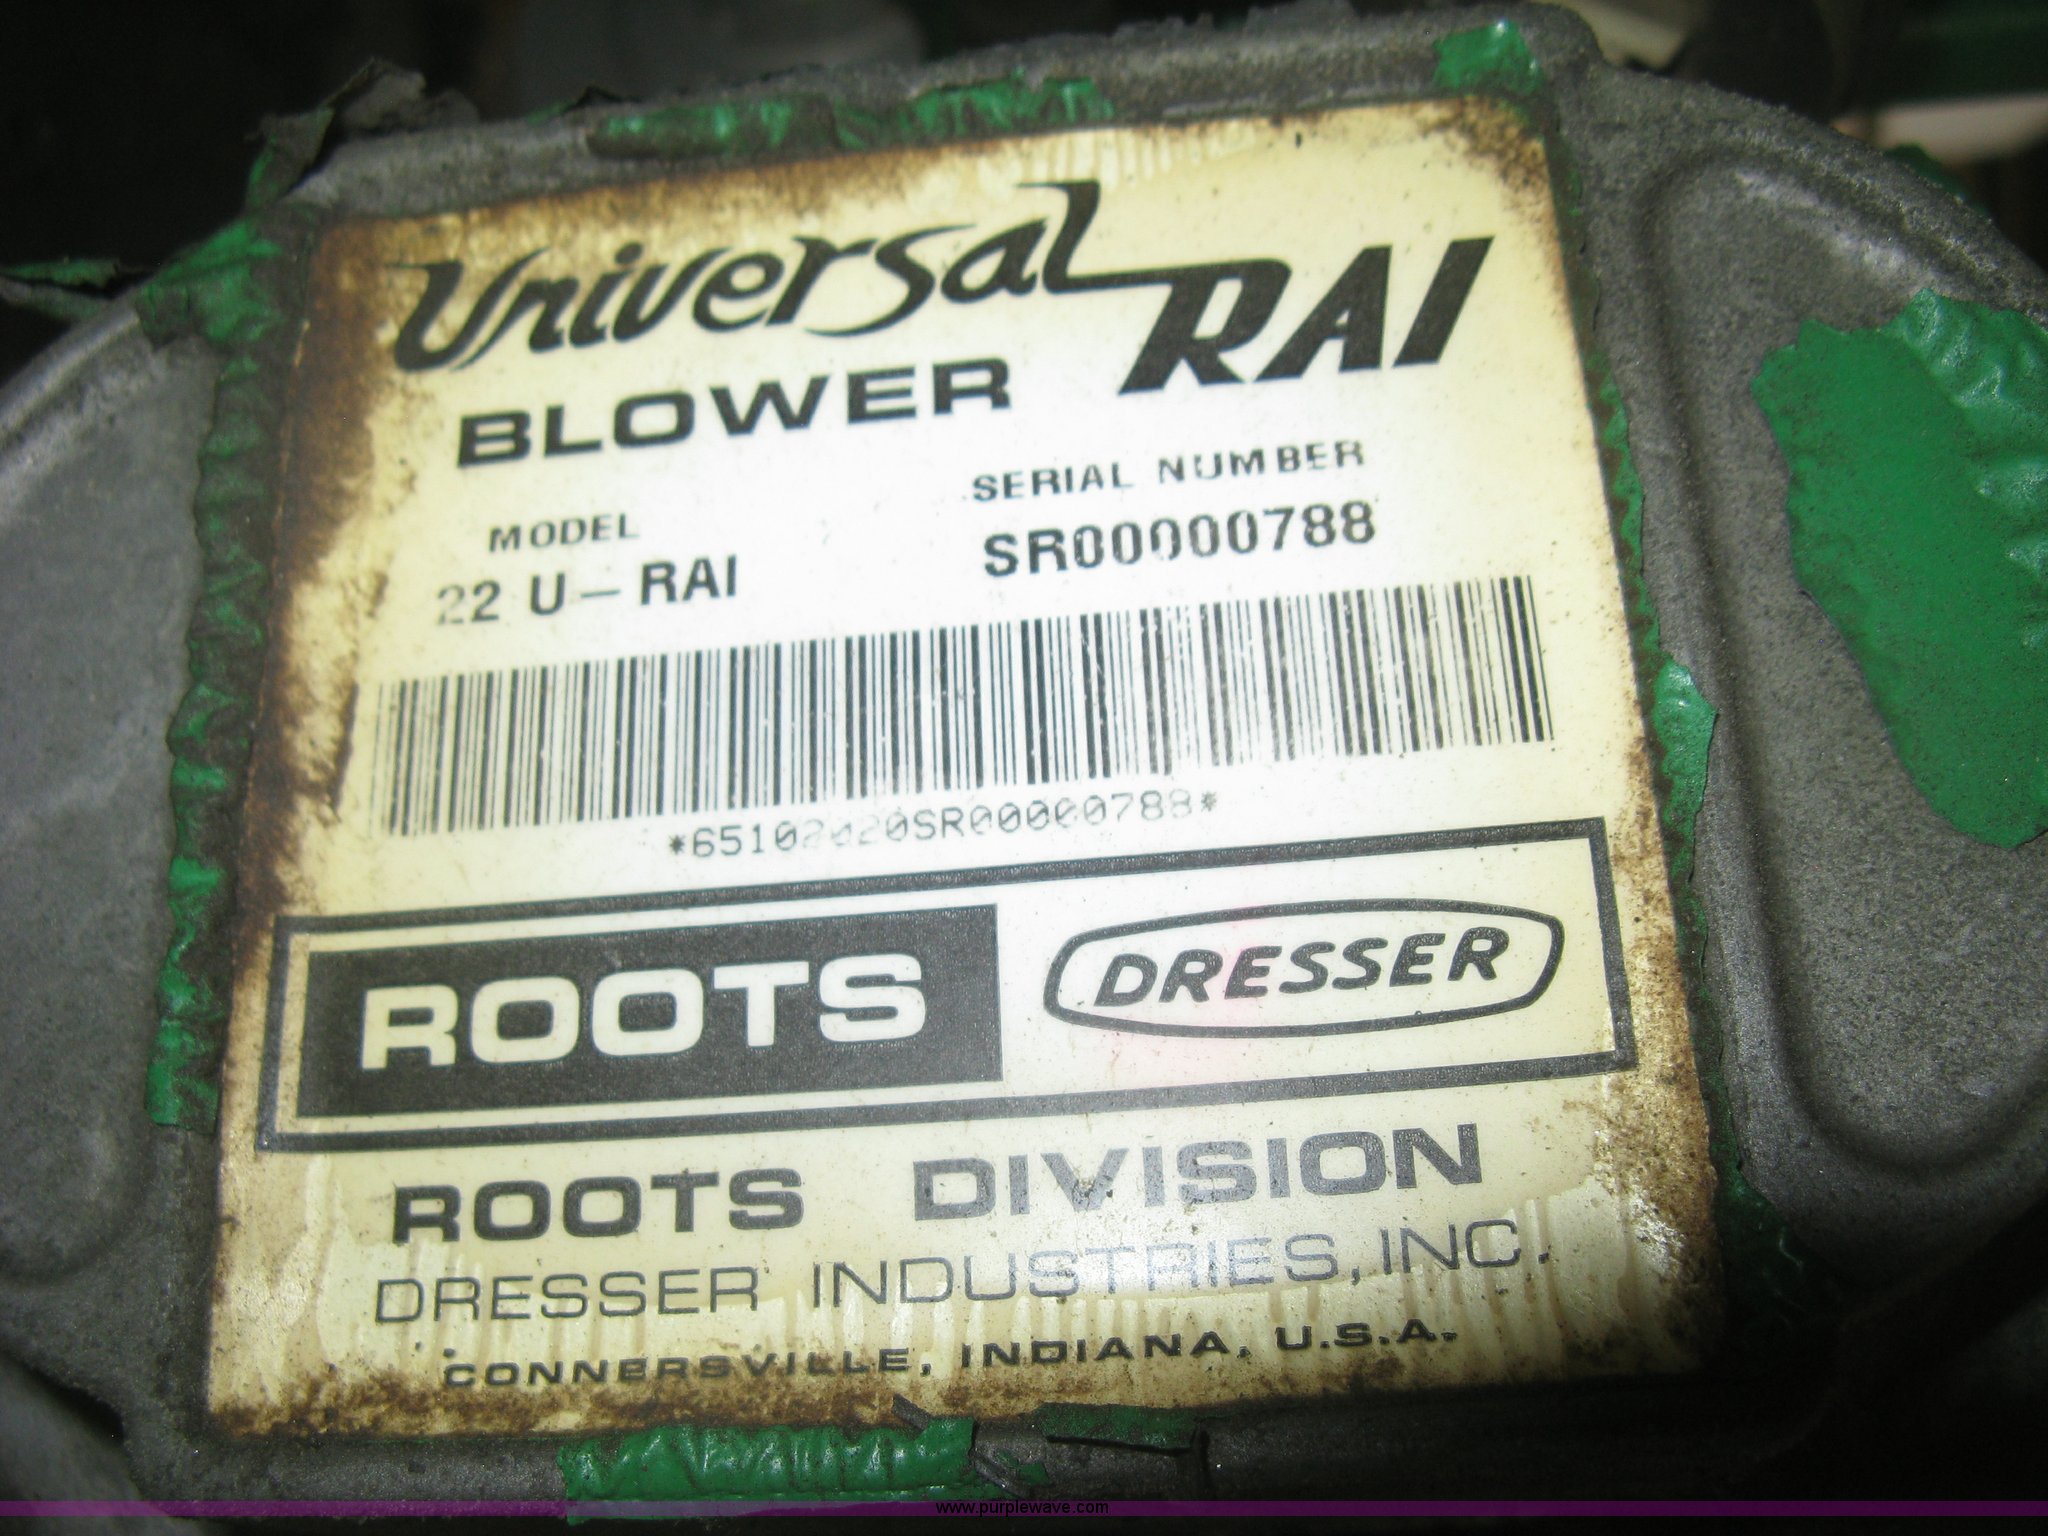 Universal RAI
BLOWER
MODEL
SERIAL NUMBER
22 U-RAI
SR00000788
*65102020SR00000788*
ROOTS
DRESSER
ROOTS DIVISION
DRESSER INDUSTRIES, INC.
CONNERSVILLE, INDIANA, U.S.A.
www.purplewave.com